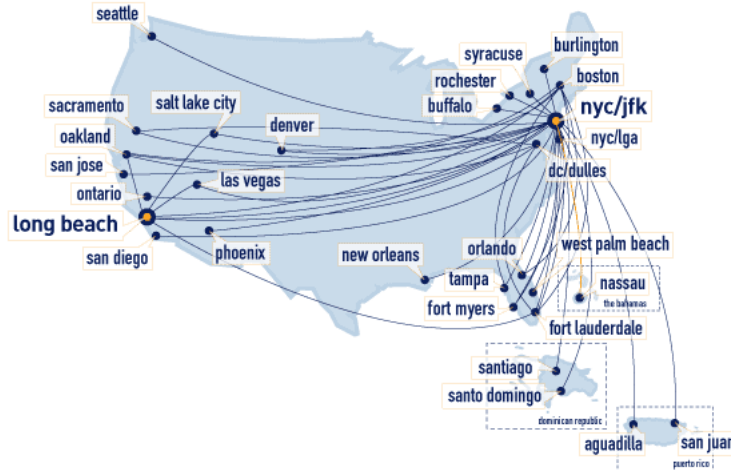 seattle
burlington
syracuse
boston
rochester
nyc/jfk
buffalo
sacramento
salt lake city
denver
nyc/lga
oakland
san jose
dc/dulles
las vegas
ontario
long beach
san diego
phoenix
new orleans
orlando
west palm beach
tampa
nassau
the bahamas
fort myers
fort lauderdale
santiago
santo domingo
dominican republic
aguadilla
san juan
puerto rico